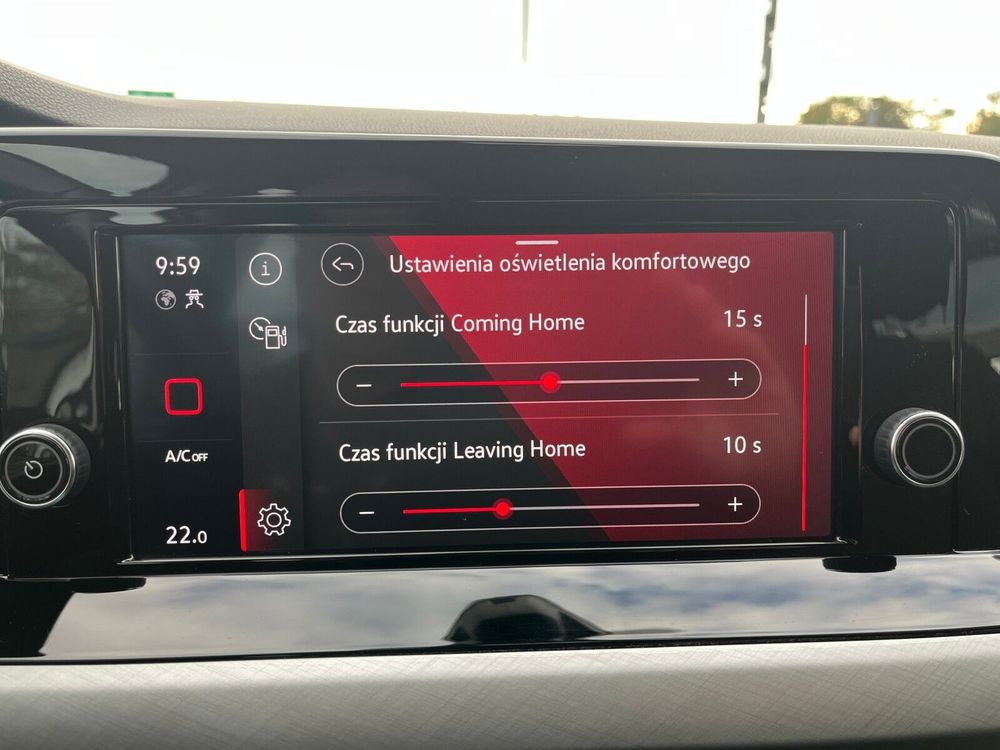 9:59
Ustawienia oświetlenia komfortowego
Czas funkcji Coming Home
15 s
Czas funkcji Leaving Home
10 s
A/C OFF
22.0